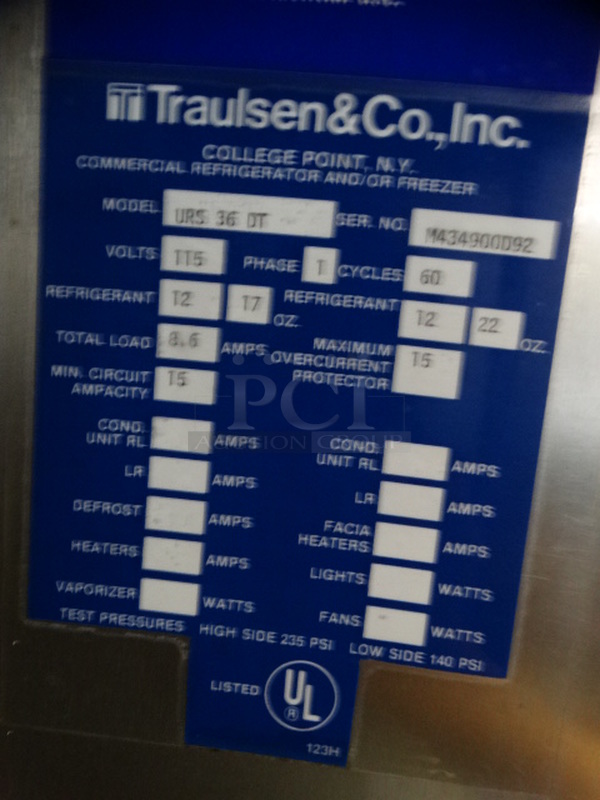 Traulsen&Co.,Inc.
COLLEGE POINT, N.Y.
COMMERCIAL REFRIGERATOR AND/OR FREEZER
MODEL URS 36 DT SER. NO. M434900D92
VOLTS 115 PHASE 1 CYCLES 60
REFRIGERANT 12 17 OZ. REFRIGERANT 12 22 OZ.
TOTAL LOAD 8.6 AMPS MAXIMUM OVERCURRENT PROTECTOR 15
MIN. CIRCUIT AMPACITY 15
PCI
AUCTION GROUP
COND. UNIT RL AMPS COND. UNIT RL AMPS
LR AMPS LR AMPS
DEFROST AMPS FACIA HEATERS AMPS
HEATERS AMPS LIGHTS WATTS
VAPORIZER WATTS FANS WATTS
TEST PRESSURES HIGH SIDE 235 PSI LOW SIDE 140 PSI
LISTED UL ®
123H